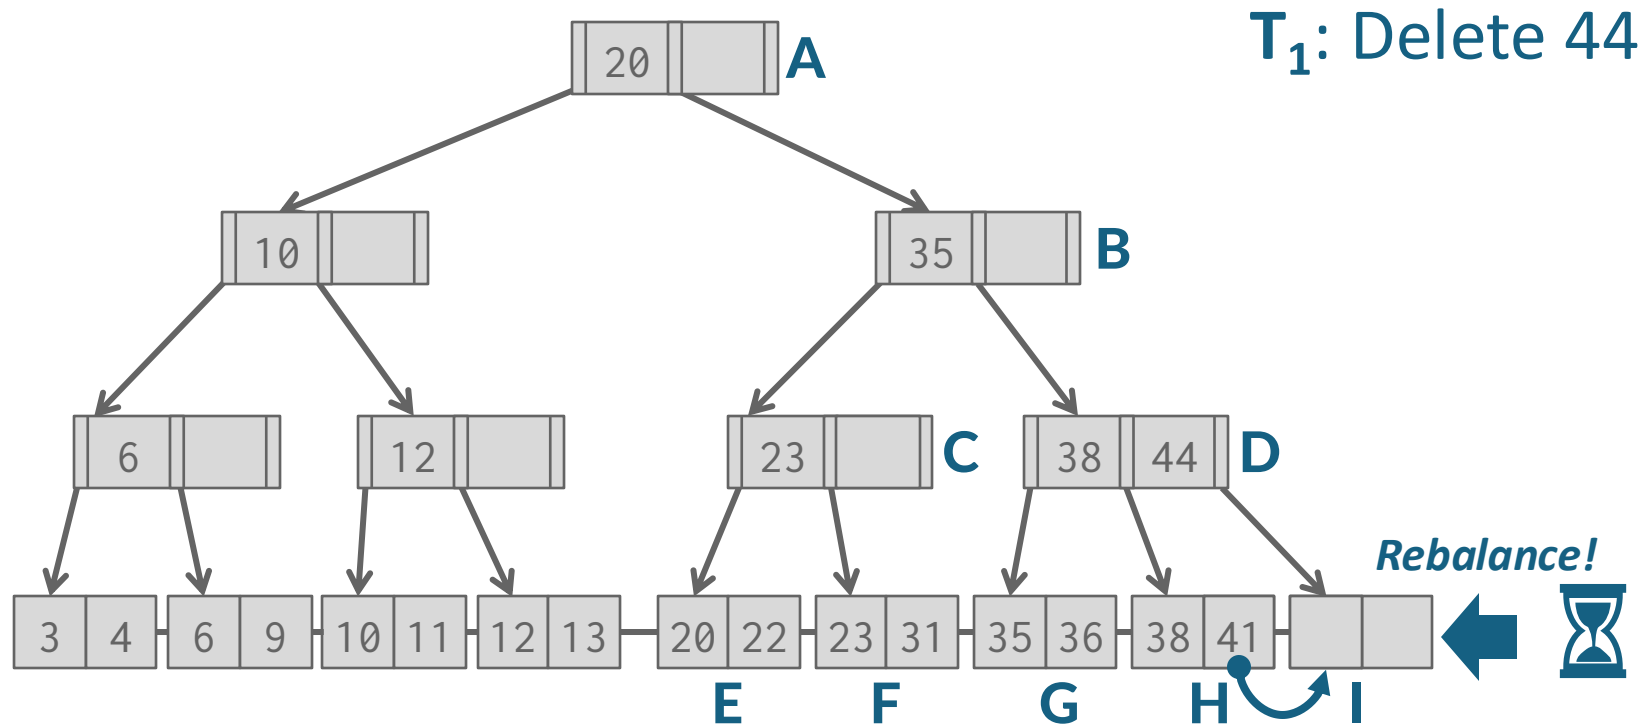 T₁: Delete 44
20 A
10
35 B
6
12
23 C
38 44 D
Rebalance!
3 4 6 9 10 11 12 13 20 22 23 31 35 36 38 41
E F G H I